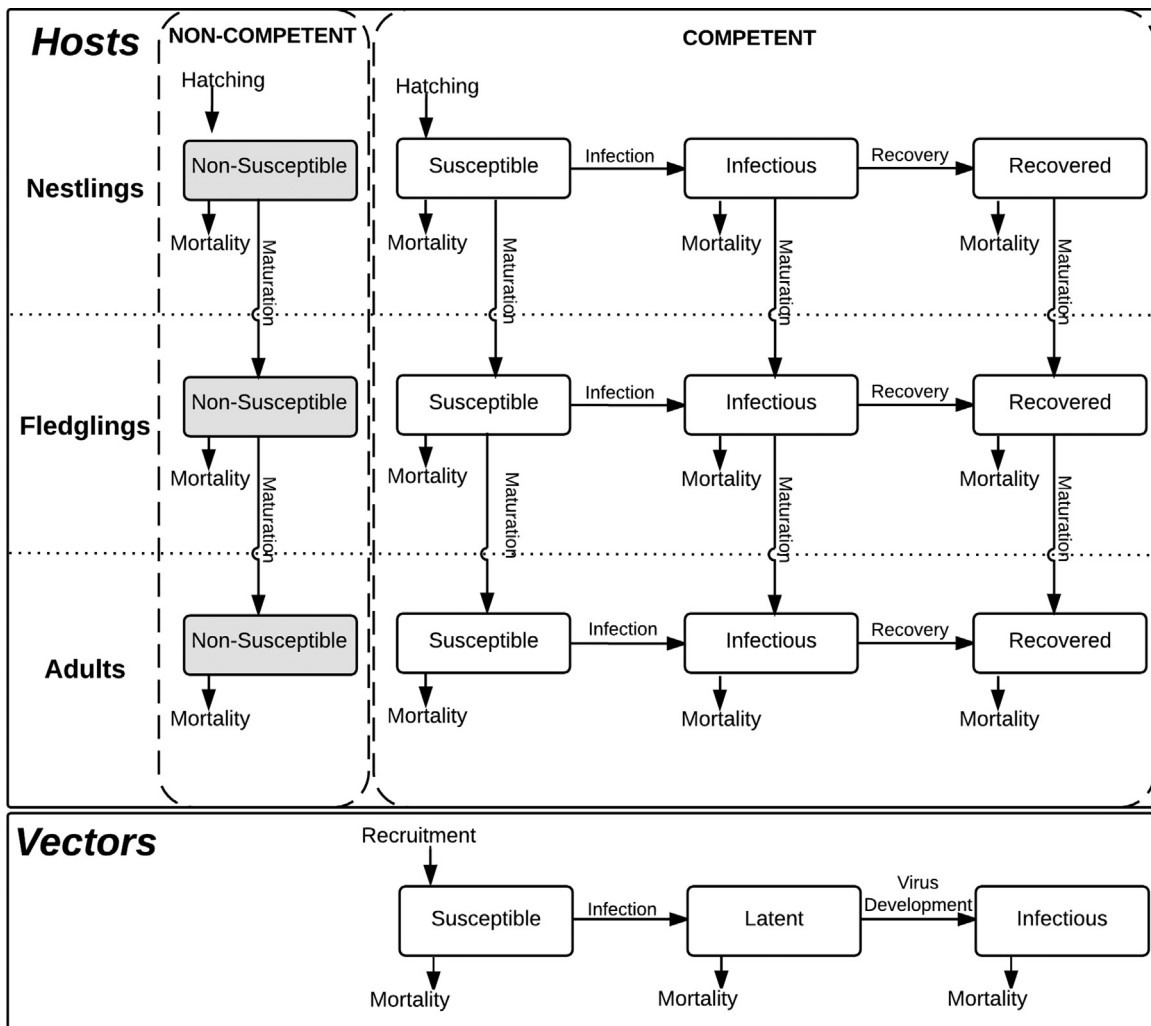 Hosts
NON-COMPETENT
COMPETENT
Hatching
Hatching
Nestlings
Non-Susceptible
Susceptible
Infection
Infectious
Recovery
Recovered
Mortality
Maturation
Mortality
Maturation
Mortality
Maturation
Mortality
Maturation
Fledglings
Non-Susceptible
Susceptible
Infection
Infectious
Recovery
Recovered
Mortality
Maturation
Mortality
Maturation
Mortality
Maturation
Mortality
Maturation
Adults
Non-Susceptible
Susceptible
Infection
Infectious
Recovery
Recovered
Mortality
Mortality
Mortality
Mortality
Vectors
Recruitment
Susceptible
Infection
Latent
Virus
Development
Infectious
Mortality
Mortality
Mortality